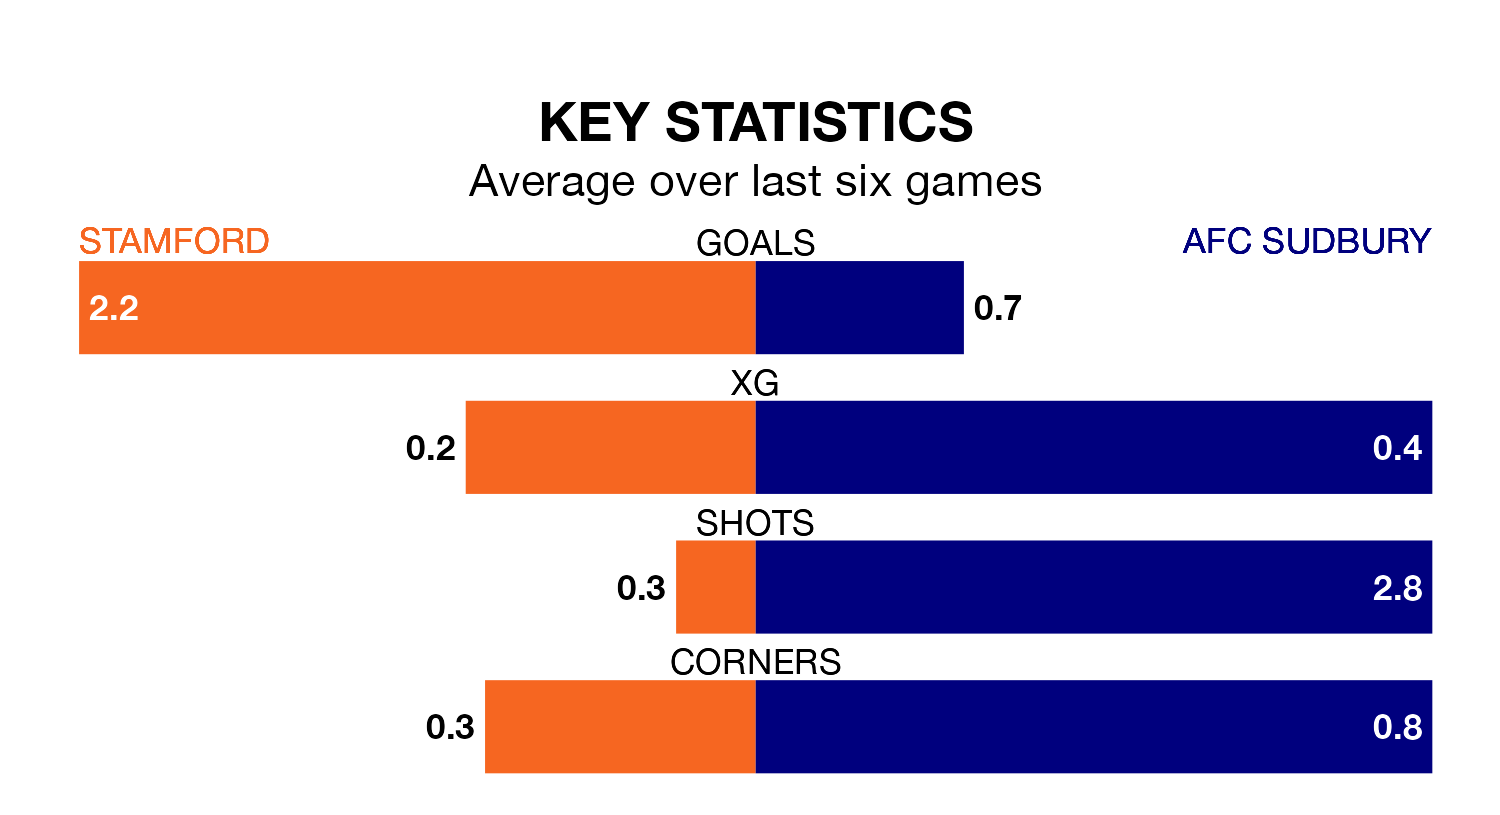 KEY STATISTICS
Average over last six games
STAMFORD
GOALS
AFC SUDBURY
2.2
0.7
XG
0.2
0.4
SHOTS
0.3
2.8
CORNERS
0.3
0.8